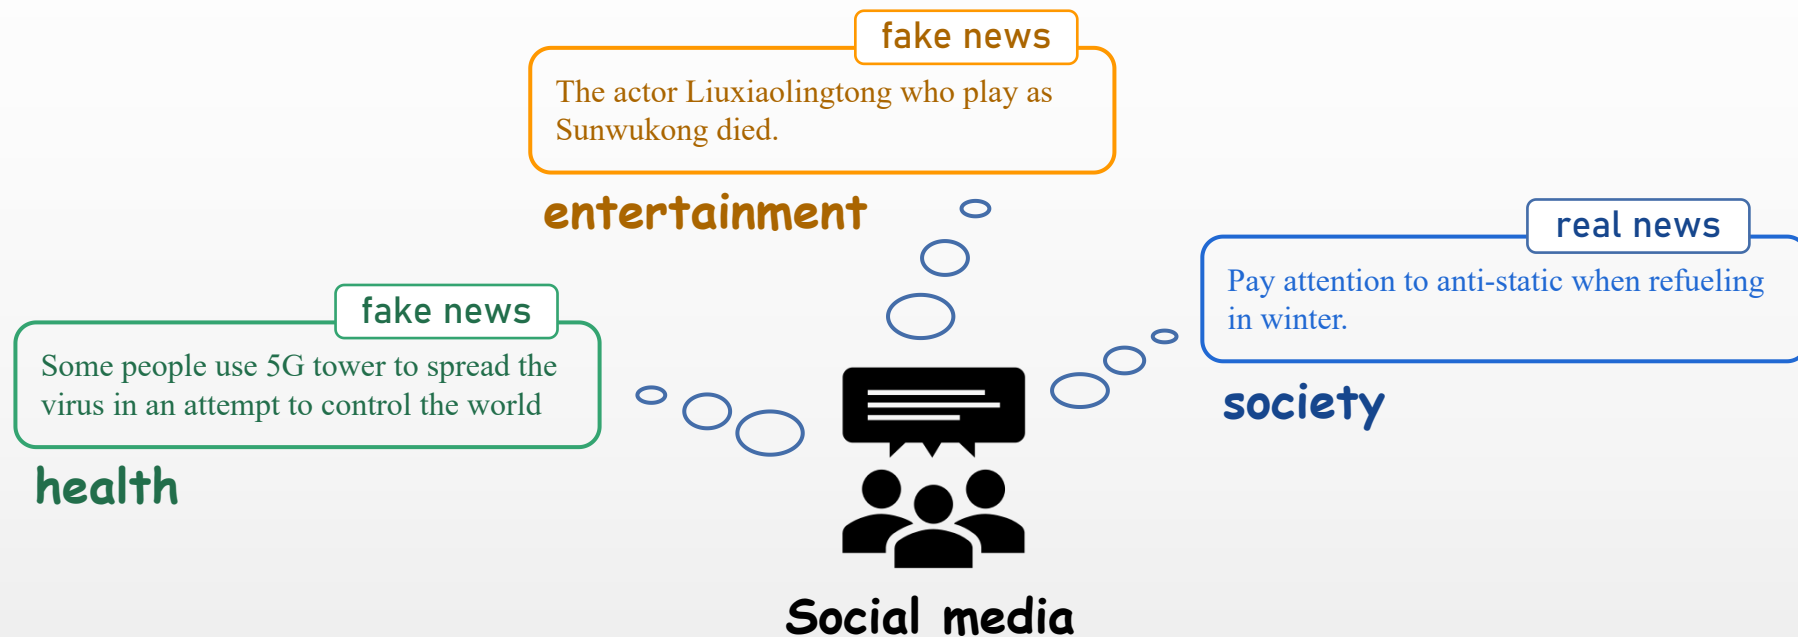 fake news
The actor Liuxiaolingtong who play as
Sunwukong died.
entertainment
real news
Pay attention to anti-static when refueling
in winter.
society
fake news
Some people use 5G tower to spread the
virus in an attempt to control the world
health
Social media